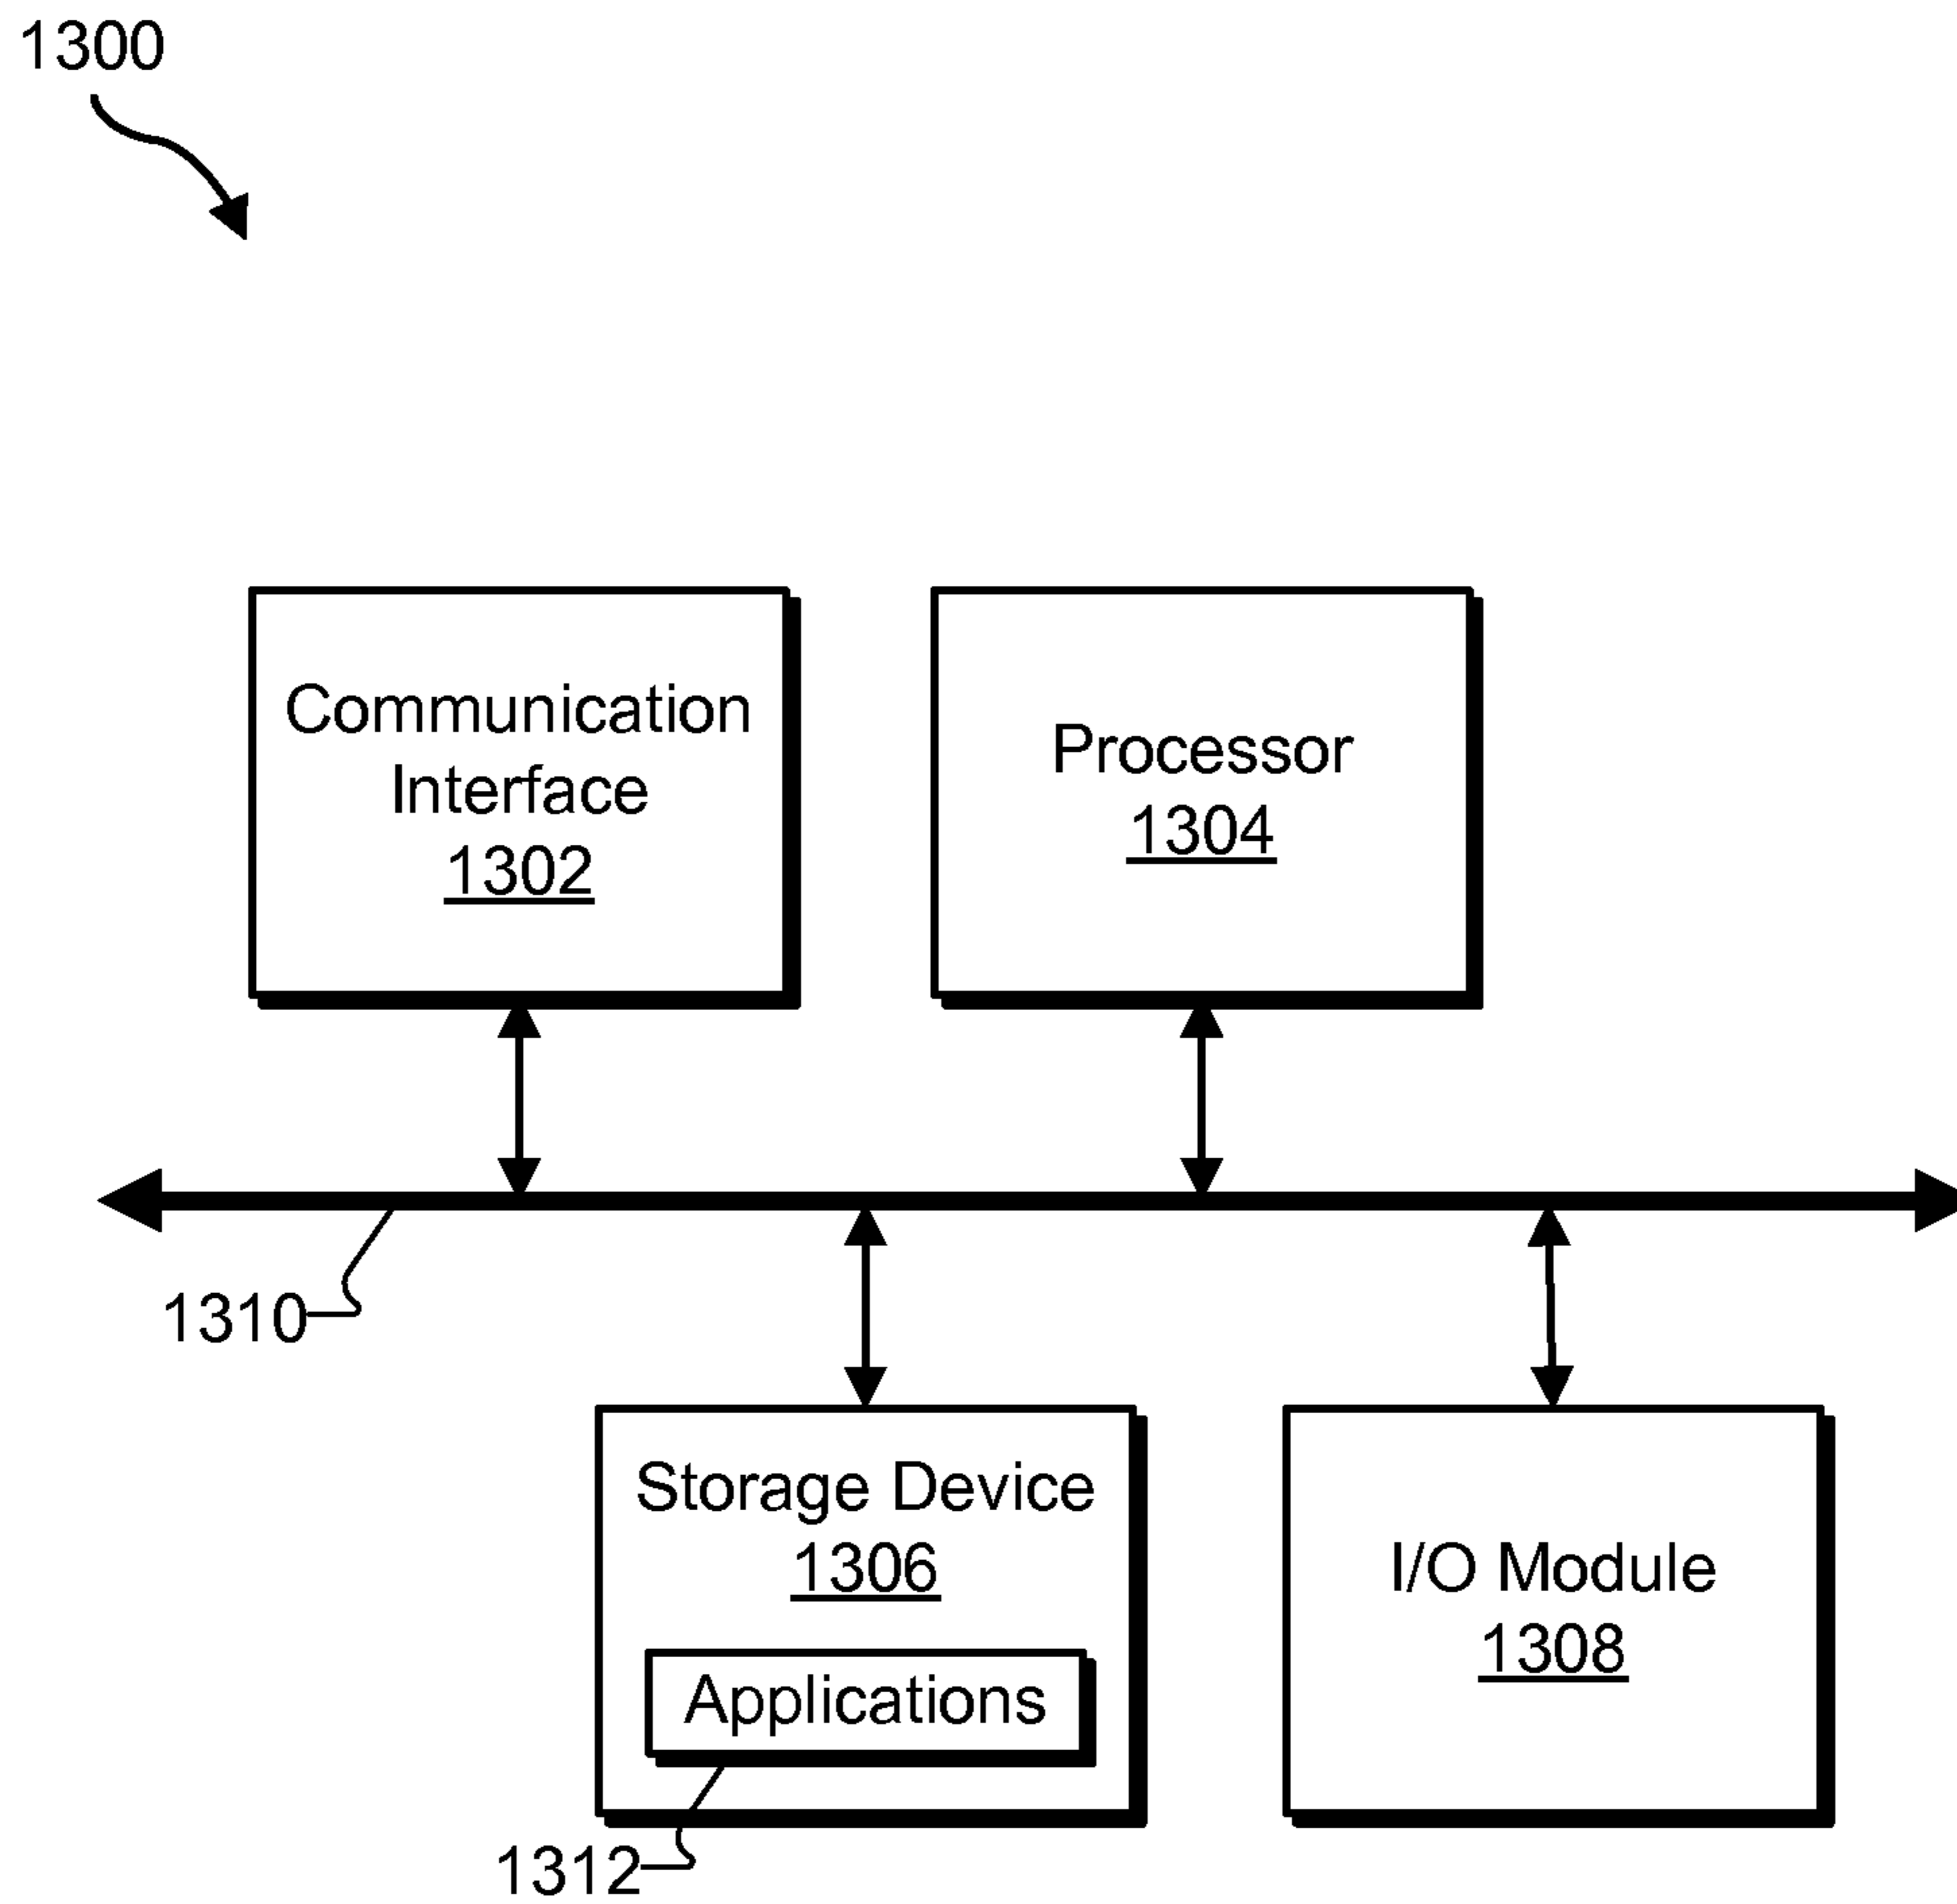 1300
Communication
Interface
1302
Processor
1304
1310
Storage Device
1306
Applications
1312
I/O Module
1308